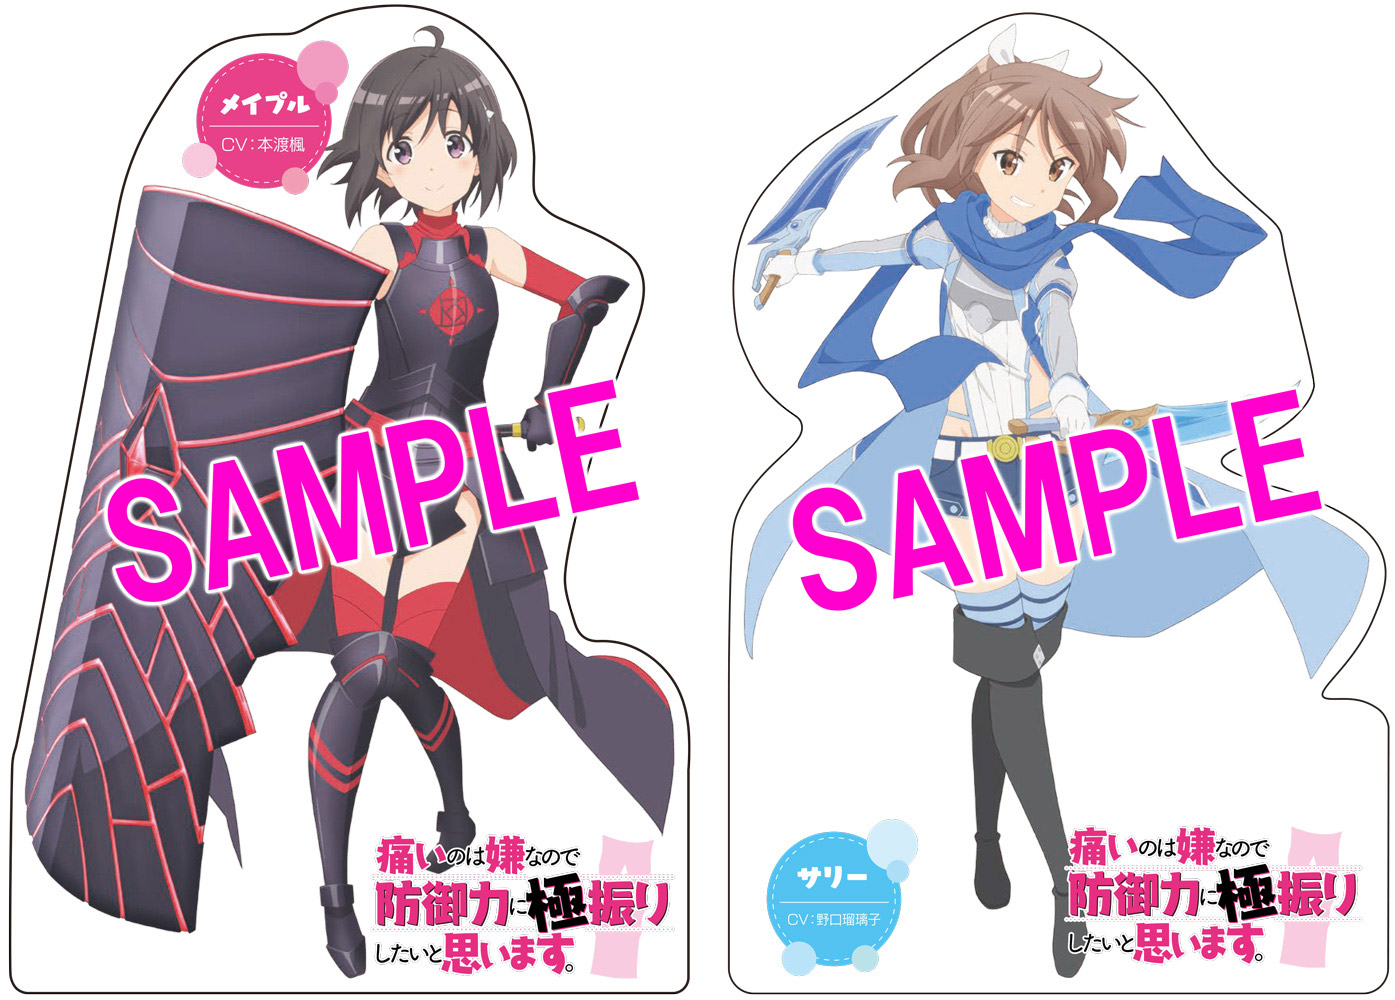 メイプル
CV：本渡楓
SAMPLE
痛いのは嫌なので
防御力に極振り
したいと思います。
SAMPLE
サリー
CV：野口瑠璃子
痛いのは嫌なので
防御力に極振り
したいと思います。